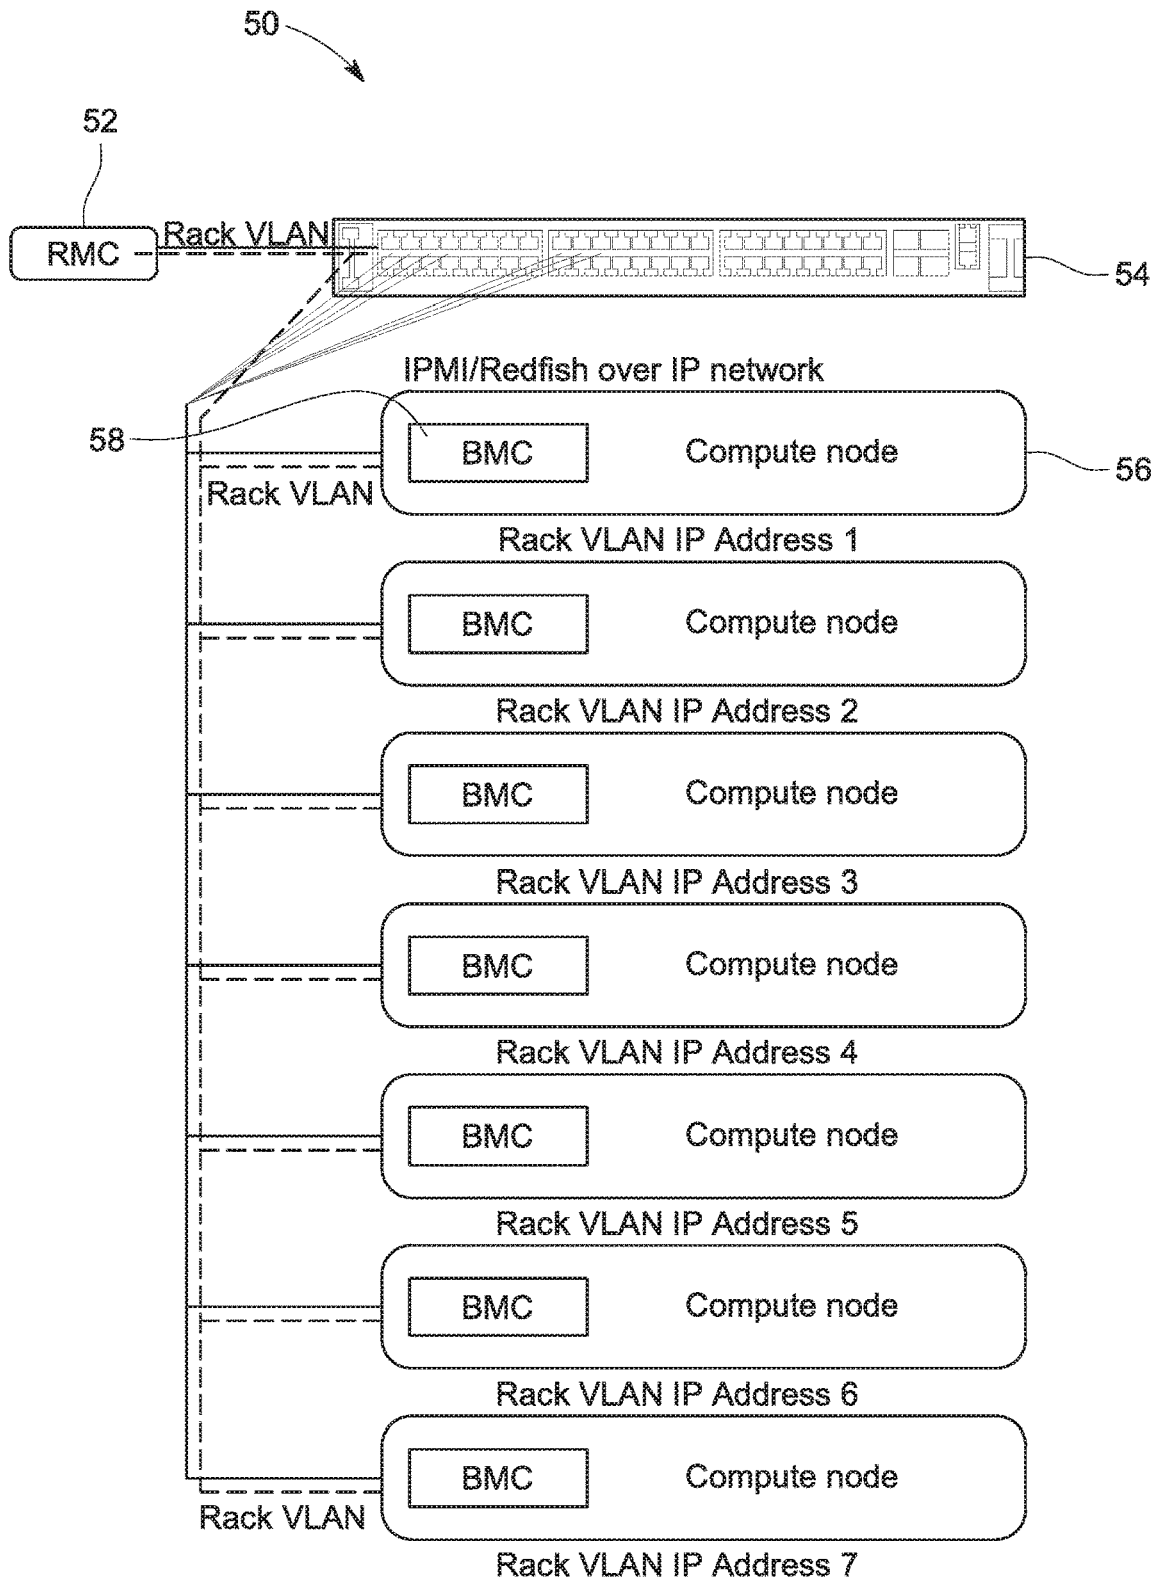 50
52
Rack VLAN
RMC
54
IPMI/Redfish over IP network
58
BMC Compute node
56
Rack VLAN
Rack VLAN IP Address 1
BMC Compute node
Rack VLAN IP Address 2
BMC Compute node
Rack VLAN IP Address 3
BMC Compute node
Rack VLAN IP Address 4
BMC Compute node
Rack VLAN IP Address 5
BMC Compute node
Rack VLAN IP Address 6
BMC Compute node
Rack VLAN
Rack VLAN IP Address 7